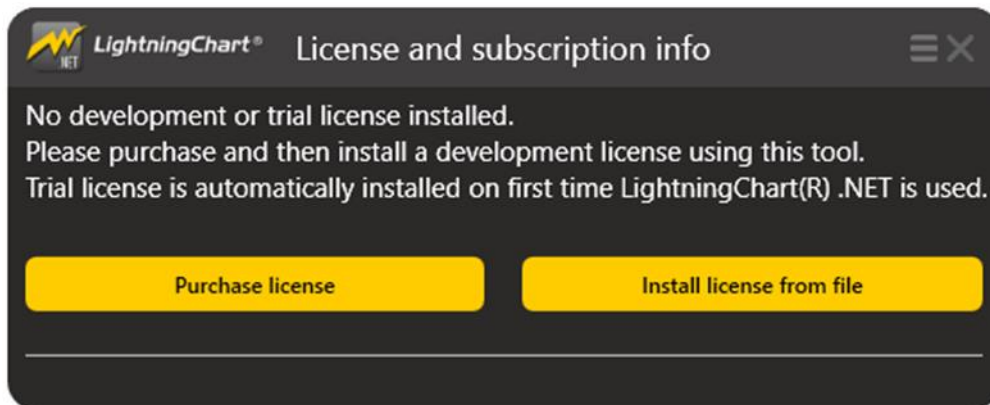 LightningChart® License and subscription info
.NET
No development or trial license installed.
Please purchase and then install a development license using this tool.
Trial license is automatically installed on first time LightningChart(R) .NET is used.
Purchase license Install license from file